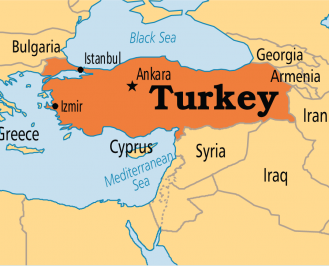 Black Sea
Bulgaria
Istanbul
Georgia
Ankara
Armenia
Turkey
Izmir
Iran
Greece
Cyprus
Syria
Mediterranean
Sea
Iraq